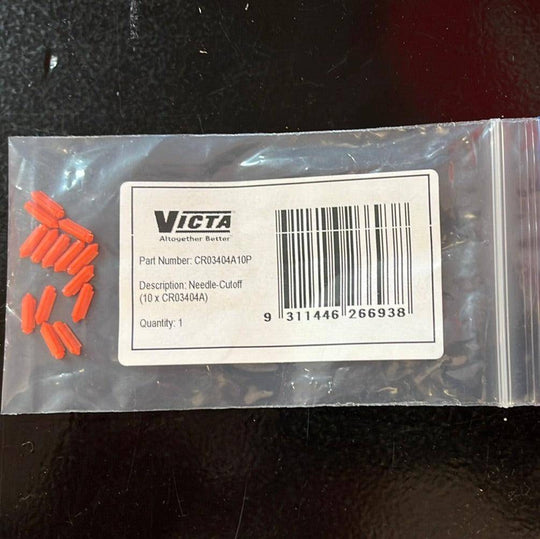 VICTA
Altogether Better
Part Number: CR03404A10P
Description: Needle-Cutoff
(10 x CR03404A)
Quantity: 1
9 311446 266938